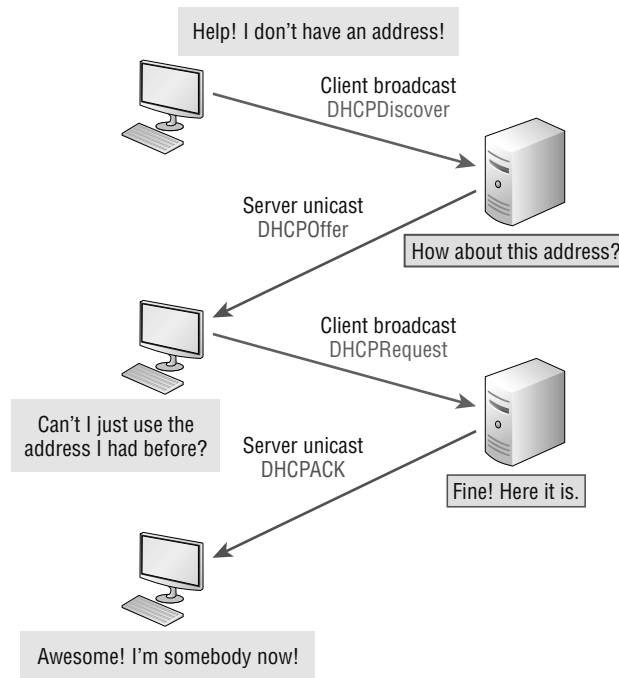 Help! I don't have an address!
Client broadcast
DHCPDiscover
Server unicast
DHCPOffer
How about this address?
Client broadcast
DHCPRequest
Can't I just use the
address I had before?
Server unicast
DHCPACK
Fine! Here it is.
Awesome! I'm somebody now!